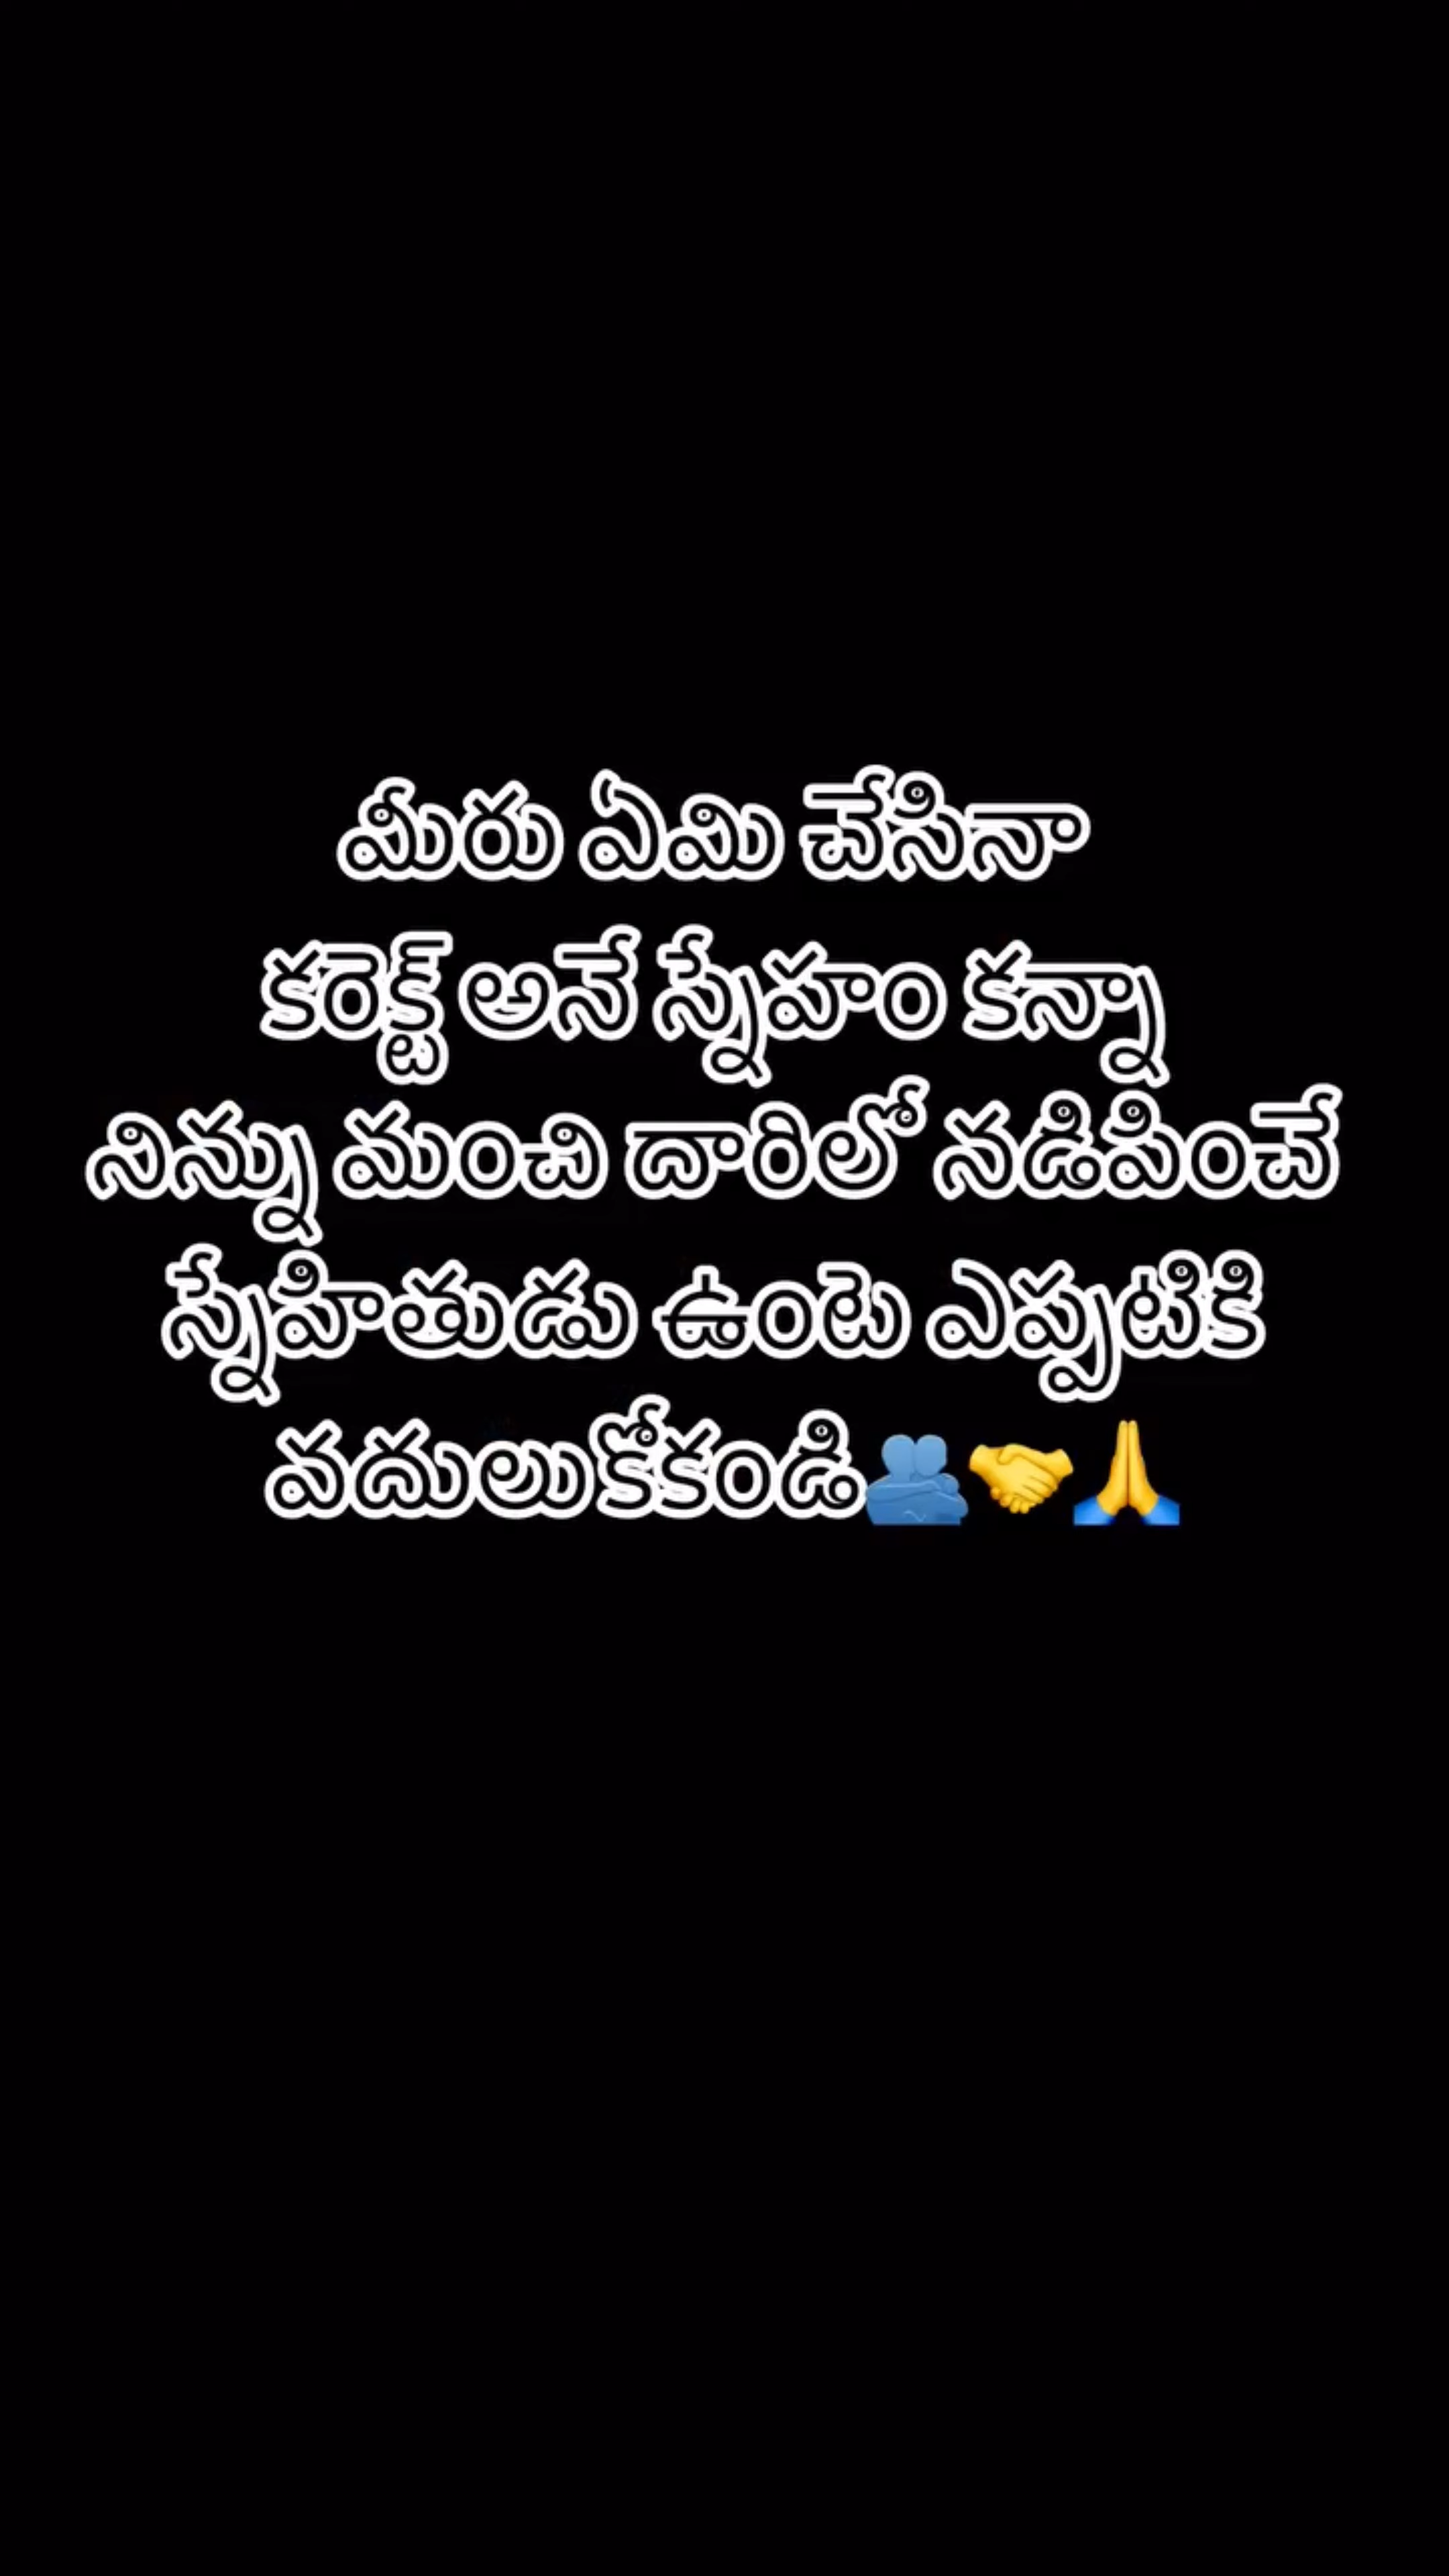 మీరు ఏమి చేసినా
కరెక్ట్ అనే స్నేహం కన్నా
నిన్ను మంచి దారిలో నడిపించే
స్నేహితుడు ఉంటె ఎప్పటికి
వదులుకోకండి🫂🤝🙏